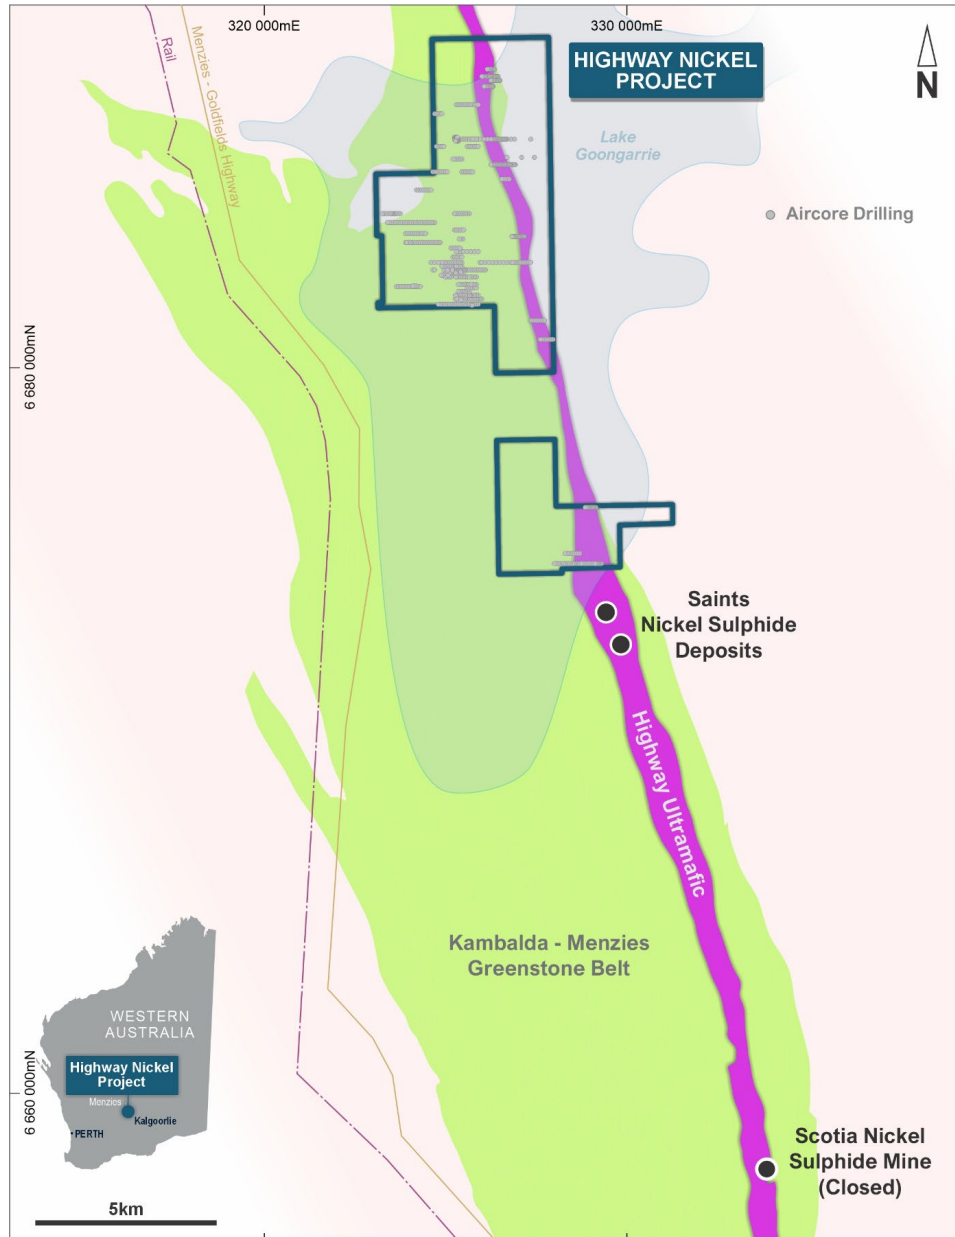 320 000mE
330 000mE
HIGHWAY NICKEL
PROJECT
N
Rail
Menzies - Goldfields Highway
Lake
Goongarrie
Aircore Drilling
6 680 000mN
Saints
Nickel Sulphide
Deposits
Highway Ultramafic
Kambalda - Menzies
Greenstone Belt
WESTERN
AUSTRALIA
Highway Nickel
Project
Menzies
Kalgoorlie
PERTH
6 660 000mN
Scotia Nickel
Sulphide Mine
(Closed)
5km